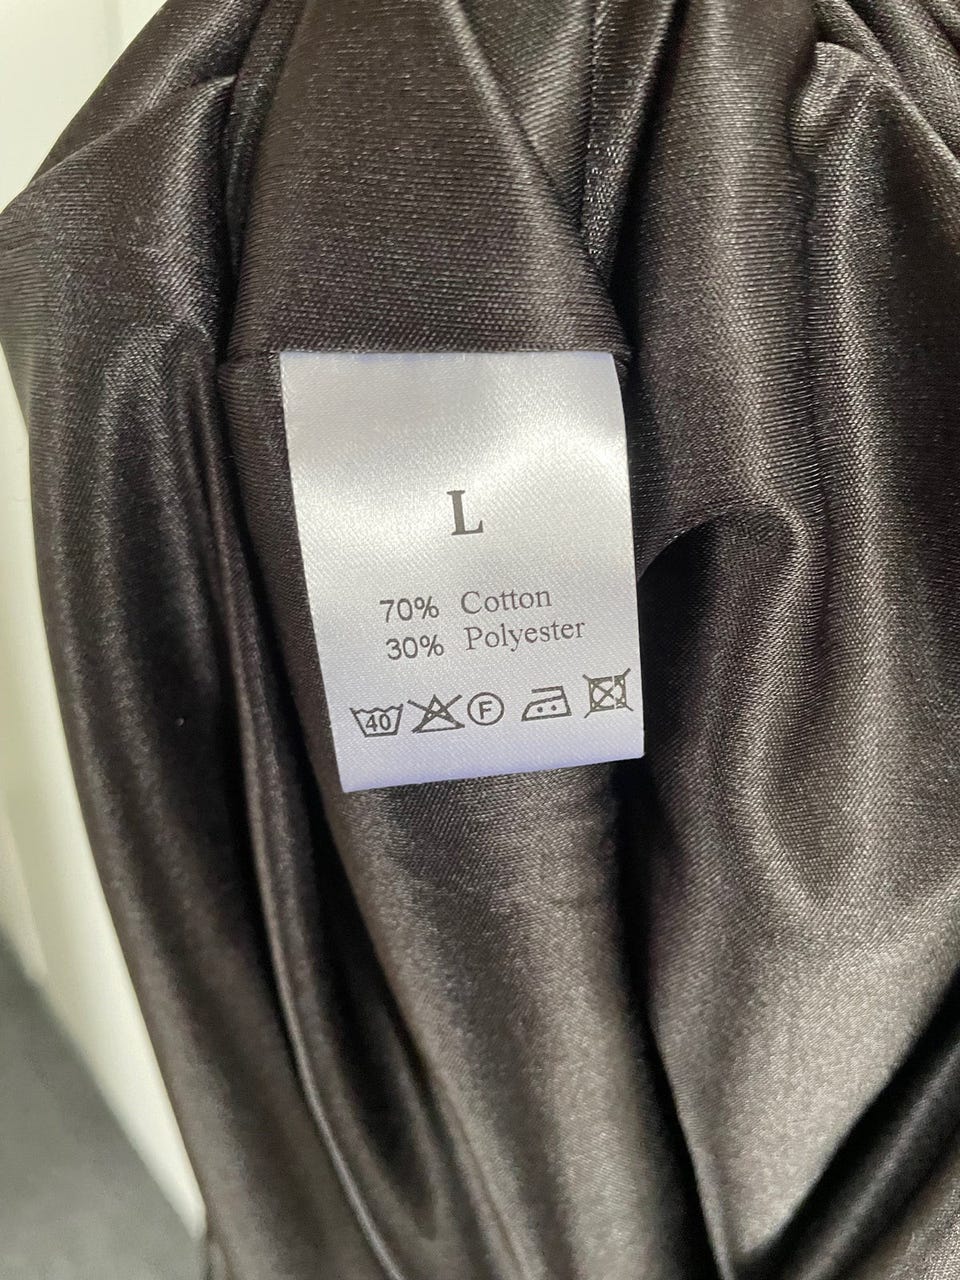 L
70% Cotton
30% Polyester
40 F